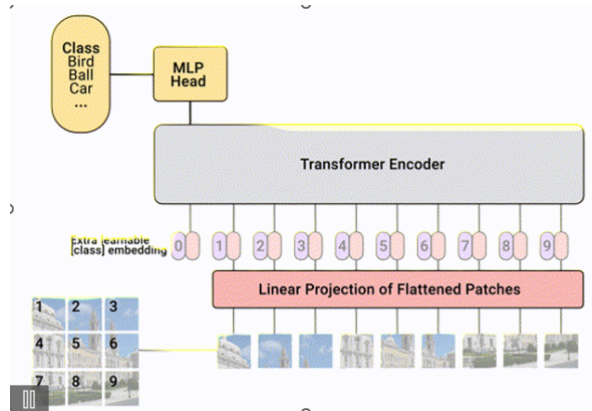 Class
Bird
Ball
Car
...
MLP
Head
Transformer Encoder
Extra learnable
[class] embedding
0 1 2 3 4 5 6 7 8 9
Linear Projection of Flattened Patches
1 2 3
4 5 6
7 8 9